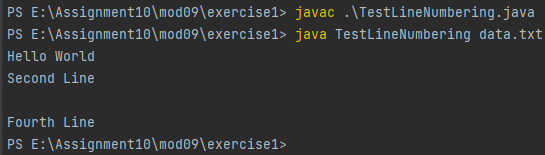 PS E:\Assignment10\mod09\exercise1> javac .\TestLineNumbering.java
PS E:\Assignment10\mod09\exercise1> java TestLineNumbering data.txt
Hello World
Second Line

Fourth Line
PS E:\Assignment10\mod09\exercise1>